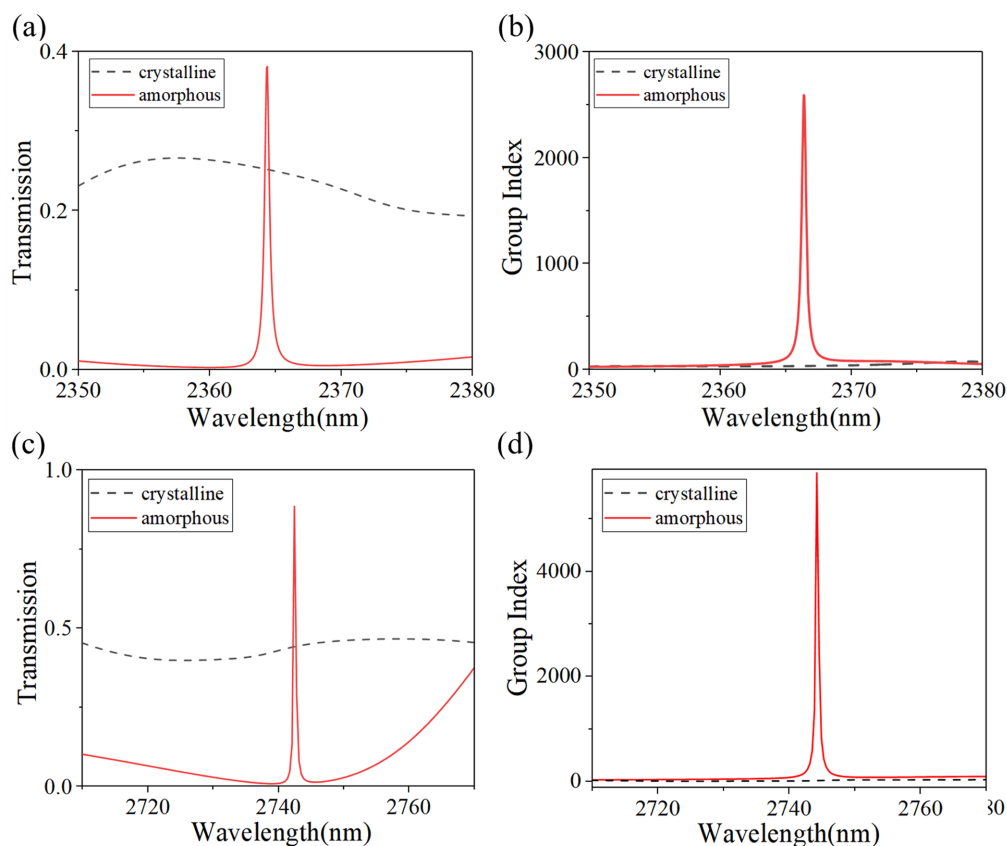 (a)
0.4
0.2
0.0
Transmission
crystalline
amorphous
2350 2360 2370 2380
Wavelength(nm)
(b)
3000
2000
1000
0
Group Index
crystalline
amorphous
2350 2360 2370 2380
Wavelength(nm)
(c)
1.0
0.5
0.0
Transmission
crystalline
amorphous
2720 2740 2760
Wavelength(nm)
(d)
4000
2000
0
Group Index
crystalline
amorphous
2720 2740 2760 80
Wavelength(nm)